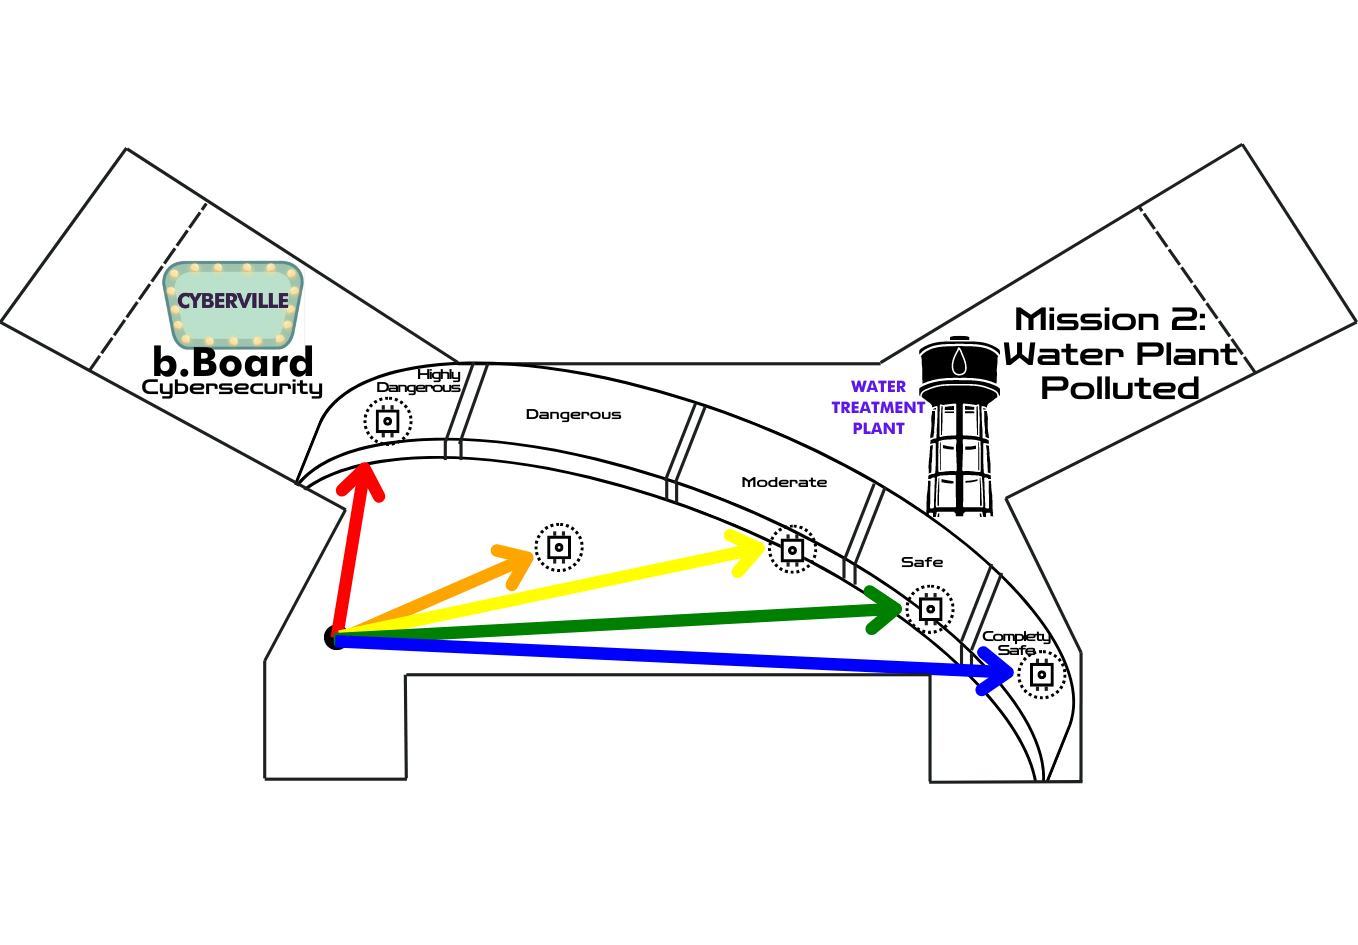 CYBERVILLE
b.Board
Cybersecurity
Mission 2:
Water Plant
Polluted
WATER
TREATMENT
PLANT
Highly
Dangerous
Dangerous
Moderate
Safe
Complety
Safe